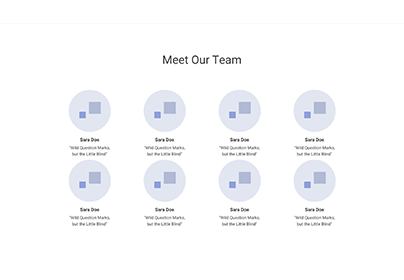 Meet Our Team
Sara Doe
Sara Doe
Sara Doe
Sara Doe
"Wild Question Marks,
but the Little Blind"
"Wild Question Marks,
but the Little Blind"
"Wild Question Marks,
but the Little Blind"
"Wild Question Marks,
but the Little Blind"
Sara Doe
Sara Doe
Sara Doe
Sara Doe
"Wild Question Marks,
but the Little Blind"
"Wild Question Marks,
but the Little Blind"
"Wild Question Marks,
but the Little Blind"
"Wild Question Marks,
but the Little Blind"